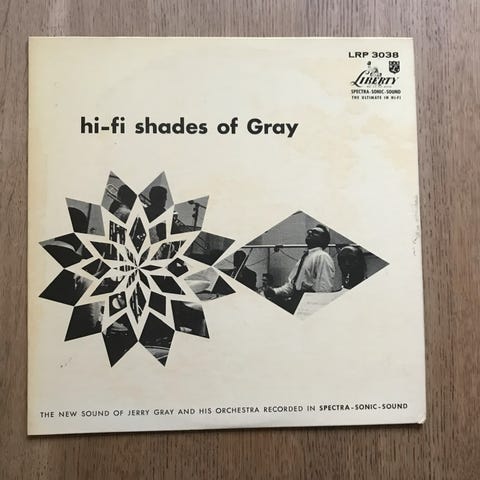 LRP 3038
LIBERTY
SPECTRA-SONIC-SOUND
THE ULTIMATE IN HI-FI
hi-fi shades of Gray
THE NEW SOUND OF JERRY GRAY AND HIS ORCHESTRA RECORDED IN SPECTRA-SONIC-SOUND